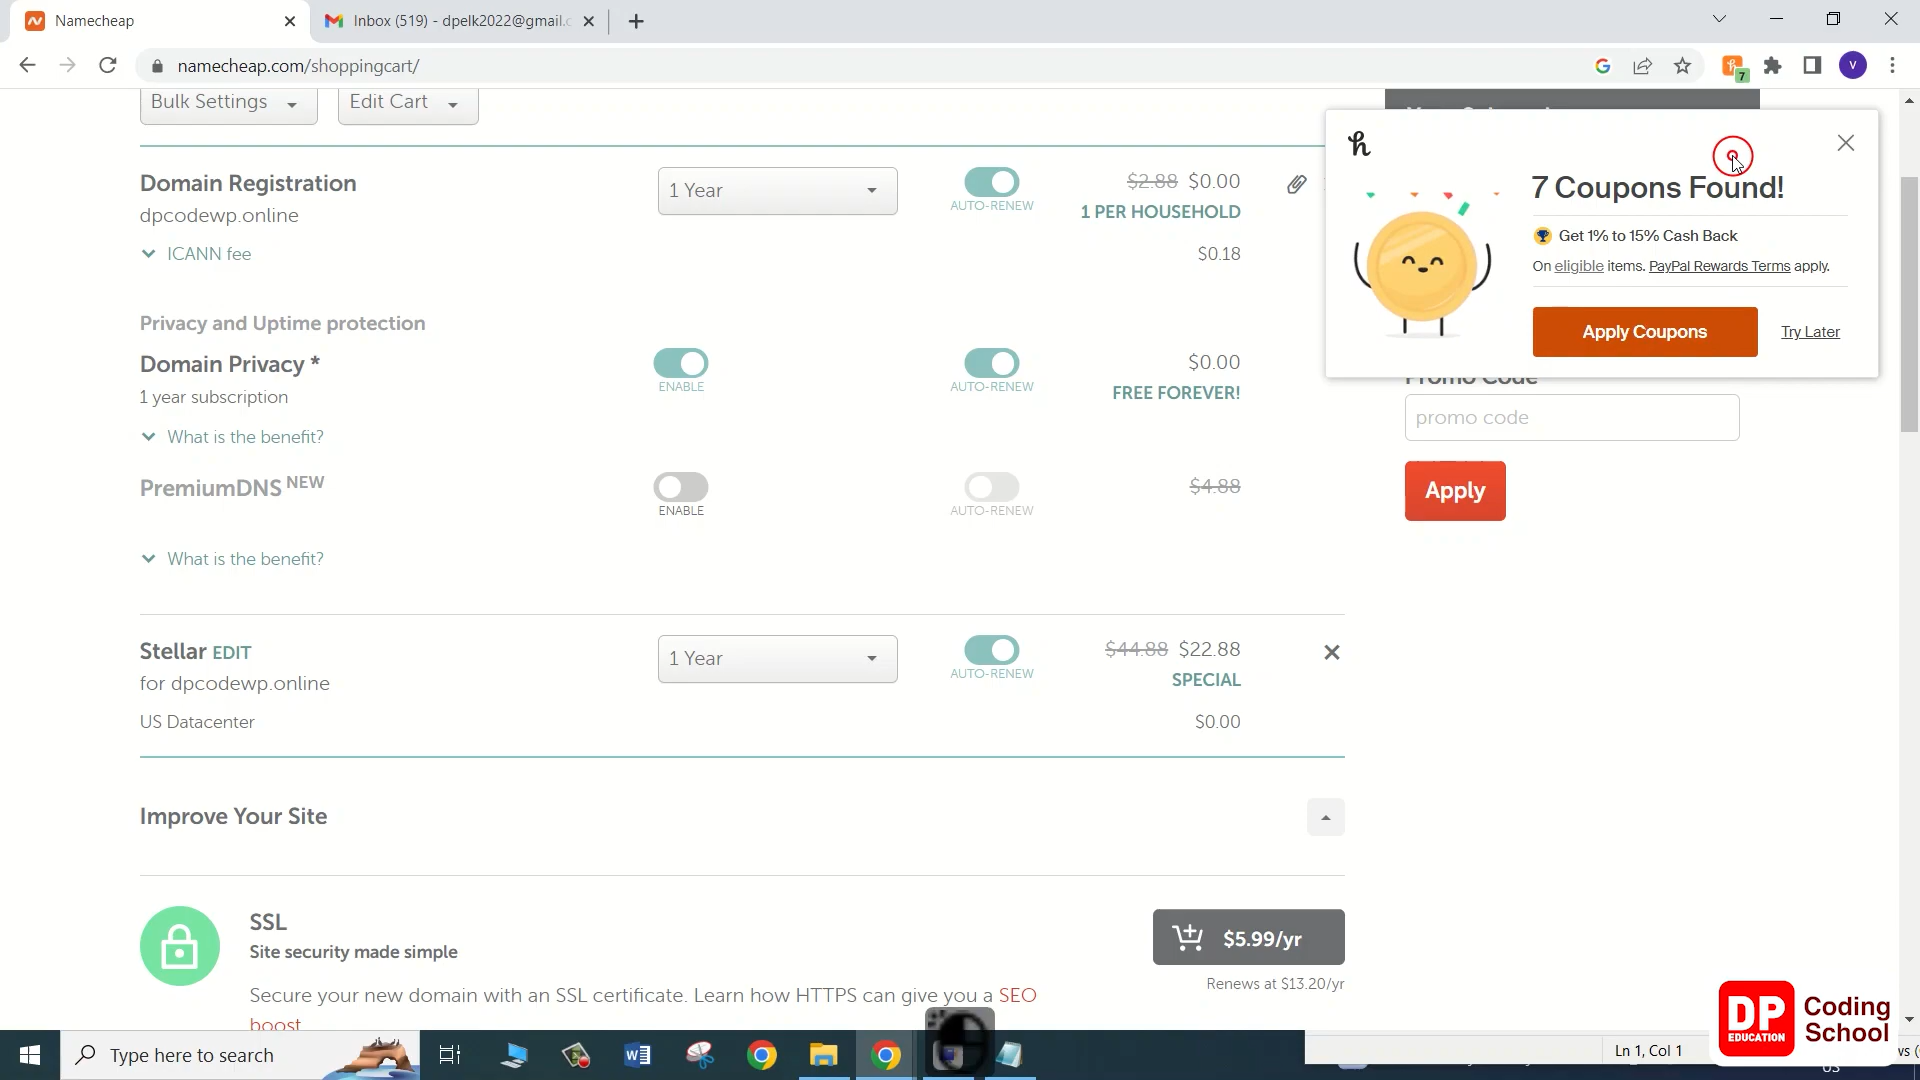 Namecheap
Inbox (519) - dpelk2022@gmail.c
namecheap.com/shoppingcart/
7
V
Bulk Settings
Edit Cart
Domain Registration
dpcodewp.online
ICANN fee
1 Year
AUTO-RENEW
$2.88 $0.00
1 PER HOUSEHOLD
$0.18
Privacy and Uptime protection
Domain Privacy *
1 year subscription
What is the benefit?
ENABLE
AUTO-RENEW
$0.00
FREE FOREVER!
PremiumDNS NEW
ENABLE
AUTO-RENEW
$4.88
What is the benefit?
Stellar EDIT
for dpcodewp.online
US Datacenter
1 Year
AUTO-RENEW
$44.88 $22.88
SPECIAL
$0.00
Improve Your Site
SSL
Site security made simple
Secure your new domain with an SSL certificate. Learn how HTTPS can give you a SEO
boost
$5.99/yr
Renews at $13.20/yr
h
7 Coupons Found!
Get 1% to 15% Cash Back
On eligible items. PayPal Rewards Terms apply.
Apply Coupons
Try Later
Promo Code
promo code
Apply
Type here to search
Ln 1, Col 1
DP
EDUCATION
Coding
School